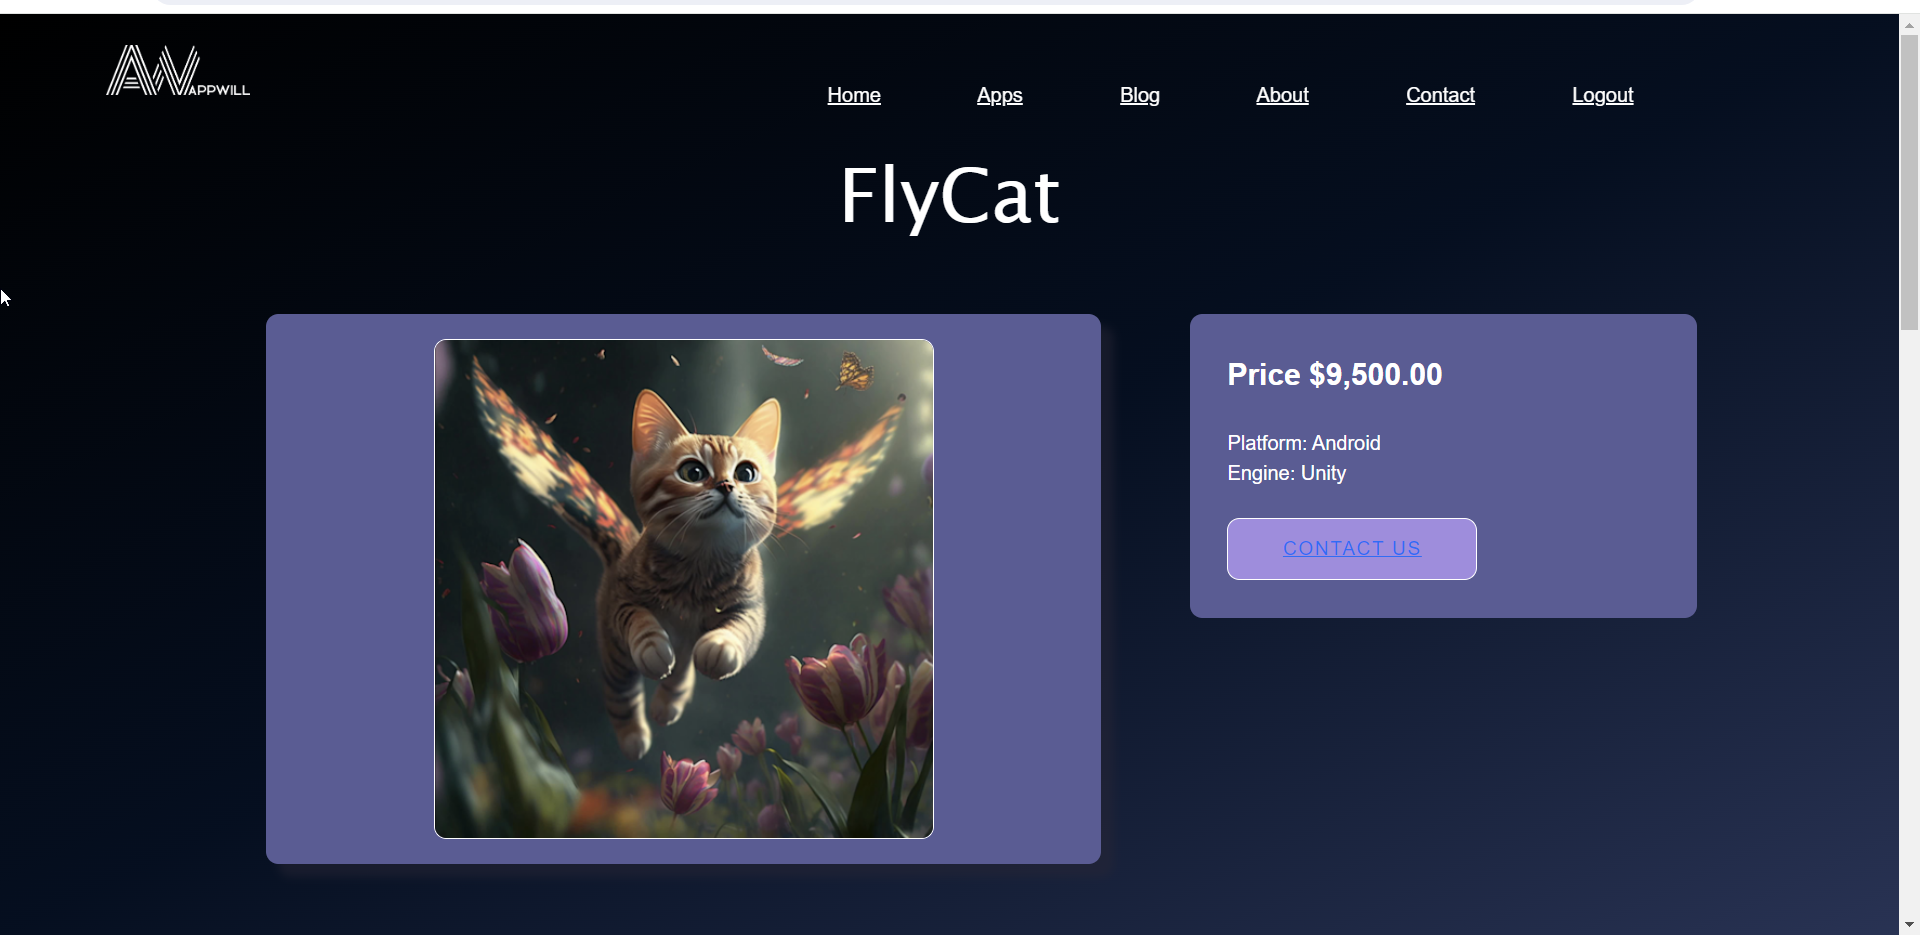 AW APPWILL
Home Apps Blog About Contact Logout
FlyCat
Price $9,500.00
Platform: Android
Engine: Unity
CONTACT US